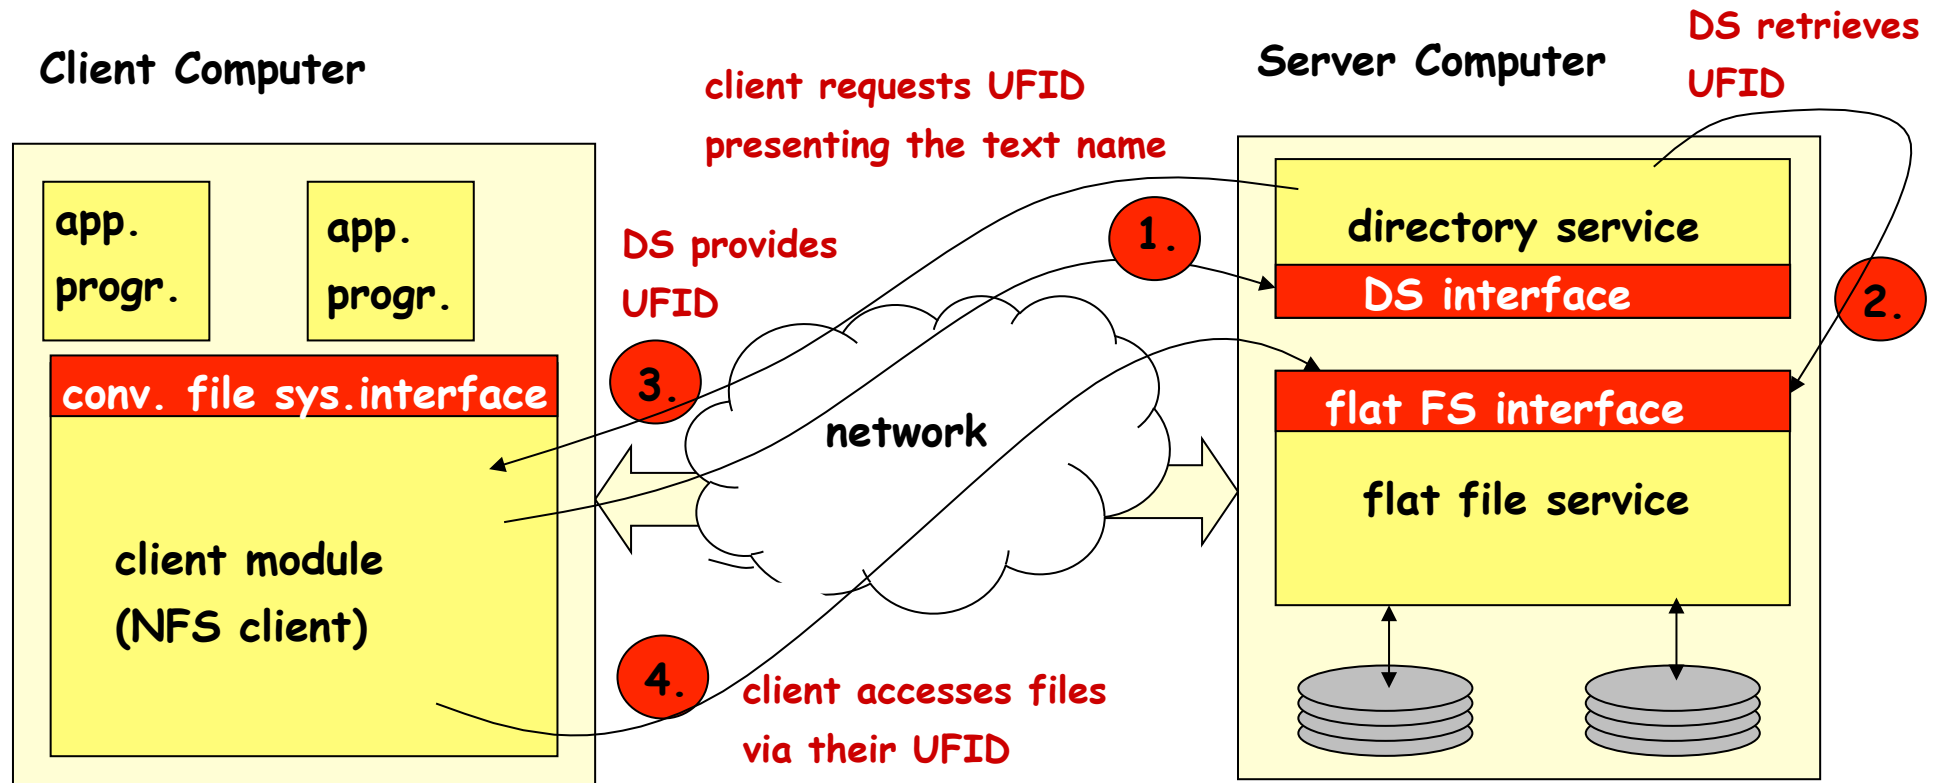 Client Computer
client requests UFID
presenting the text name
Server Computer
DS retrieves
UFID
app.
progr.
app.
progr.
DS provides
UFID
1.
directory service
DS interface
2.
conv. file sys.interface
3.
network
flat FS interface
flat file service
client module
(NFS client)
4.
client accesses files
via their UFID